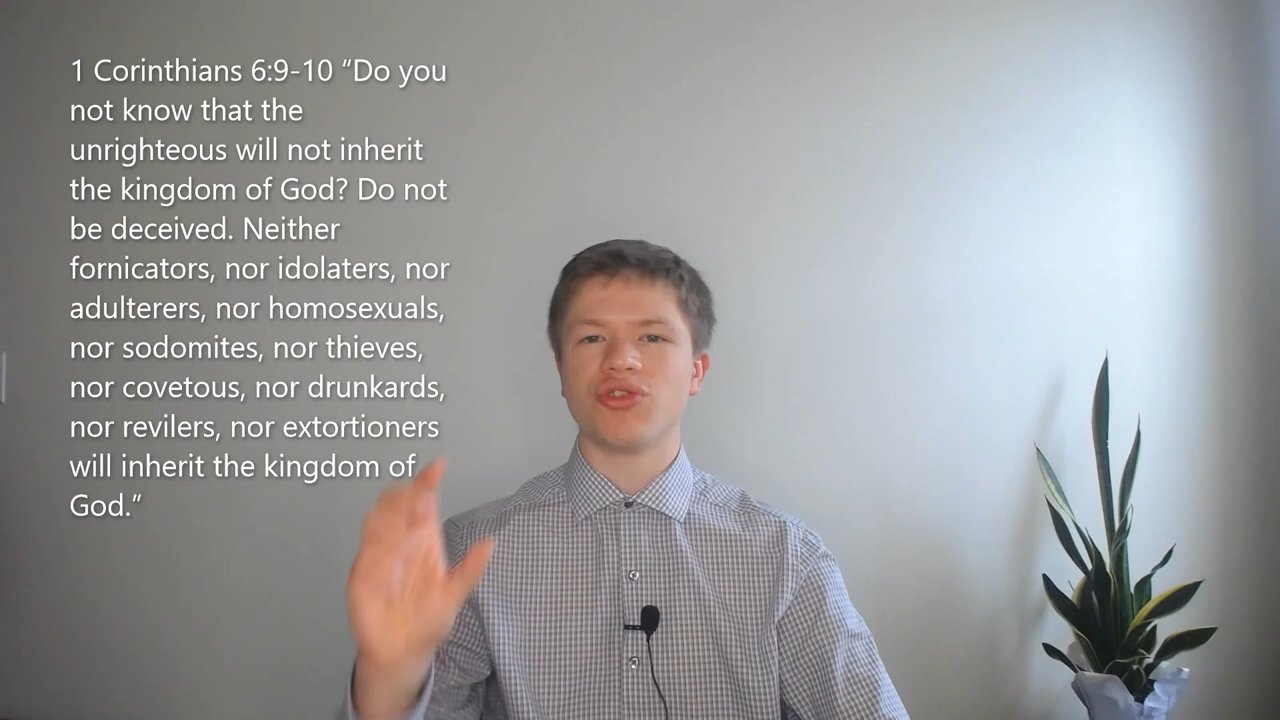 1 Corinthians 6:9-10 “Do you
not know that the
unrighteous will not inherit
the kingdom of God? Do not
be deceived. Neither
fornicators, nor idolaters, nor
adulterers, nor homosexuals,
nor sodomites, nor thieves,
nor covetous, nor drunkards,
nor revilers, nor extortioners
will inherit the kingdom of
God.”